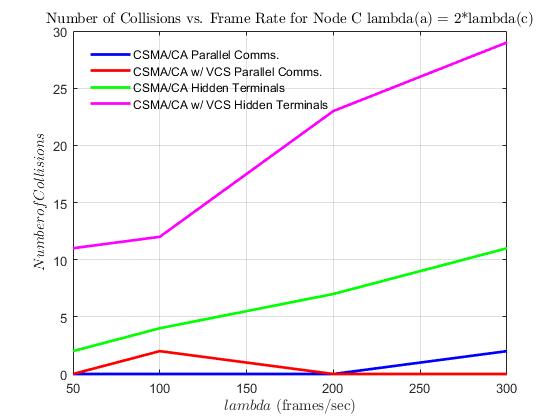 Number of Collisions vs. Frame Rate for Node C lambda(a) = 2*lambda(c)
30
CSMA/CA Parallel Comms.
CSMA/CA w/ VCS Parallel Comms.
CSMA/CA Hidden Terminals
CSMA/CA w/ VCS Hidden Terminals
25
20
15
10
5
0
NumberofCollisions
50 100 150 200 250 300
lambda (frames/sec)